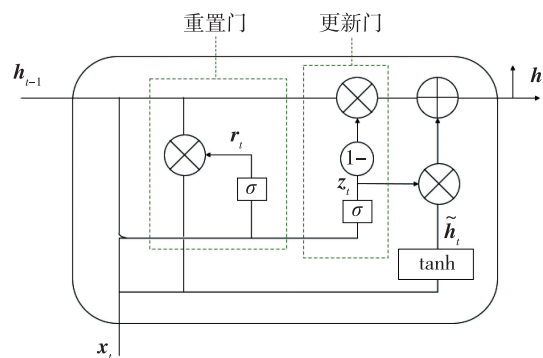 重置门
更新门
h_{t-1}
h
r_t
1-
z_t
σ
σ
h̃_t
tanh
x_t